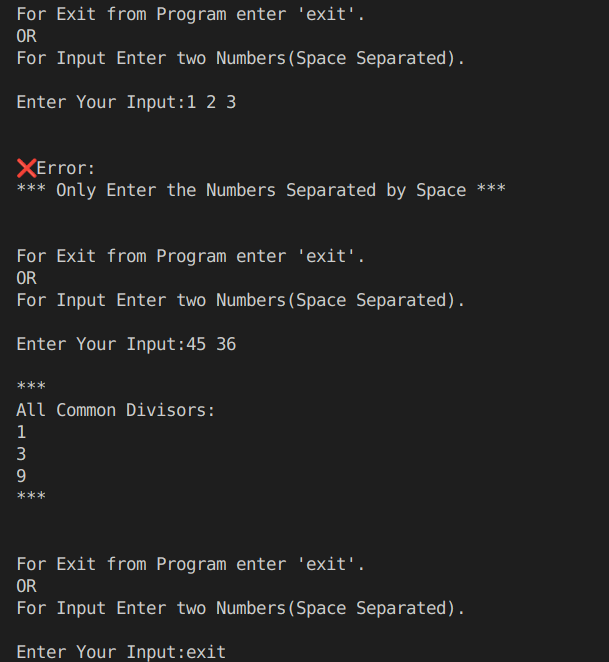 For Exit from Program enter 'exit'.
OR
For Input Enter two Numbers(Space Separated).
Enter Your Input:1 2 3
❌Error:
*** Only Enter the Numbers Separated by Space ***
For Exit from Program enter 'exit'.
OR
For Input Enter two Numbers(Space Separated).
Enter Your Input:45 36
***
All Common Divisors:
1
3
9
***
For Exit from Program enter 'exit'.
OR
For Input Enter two Numbers(Space Separated).
Enter Your Input:exit